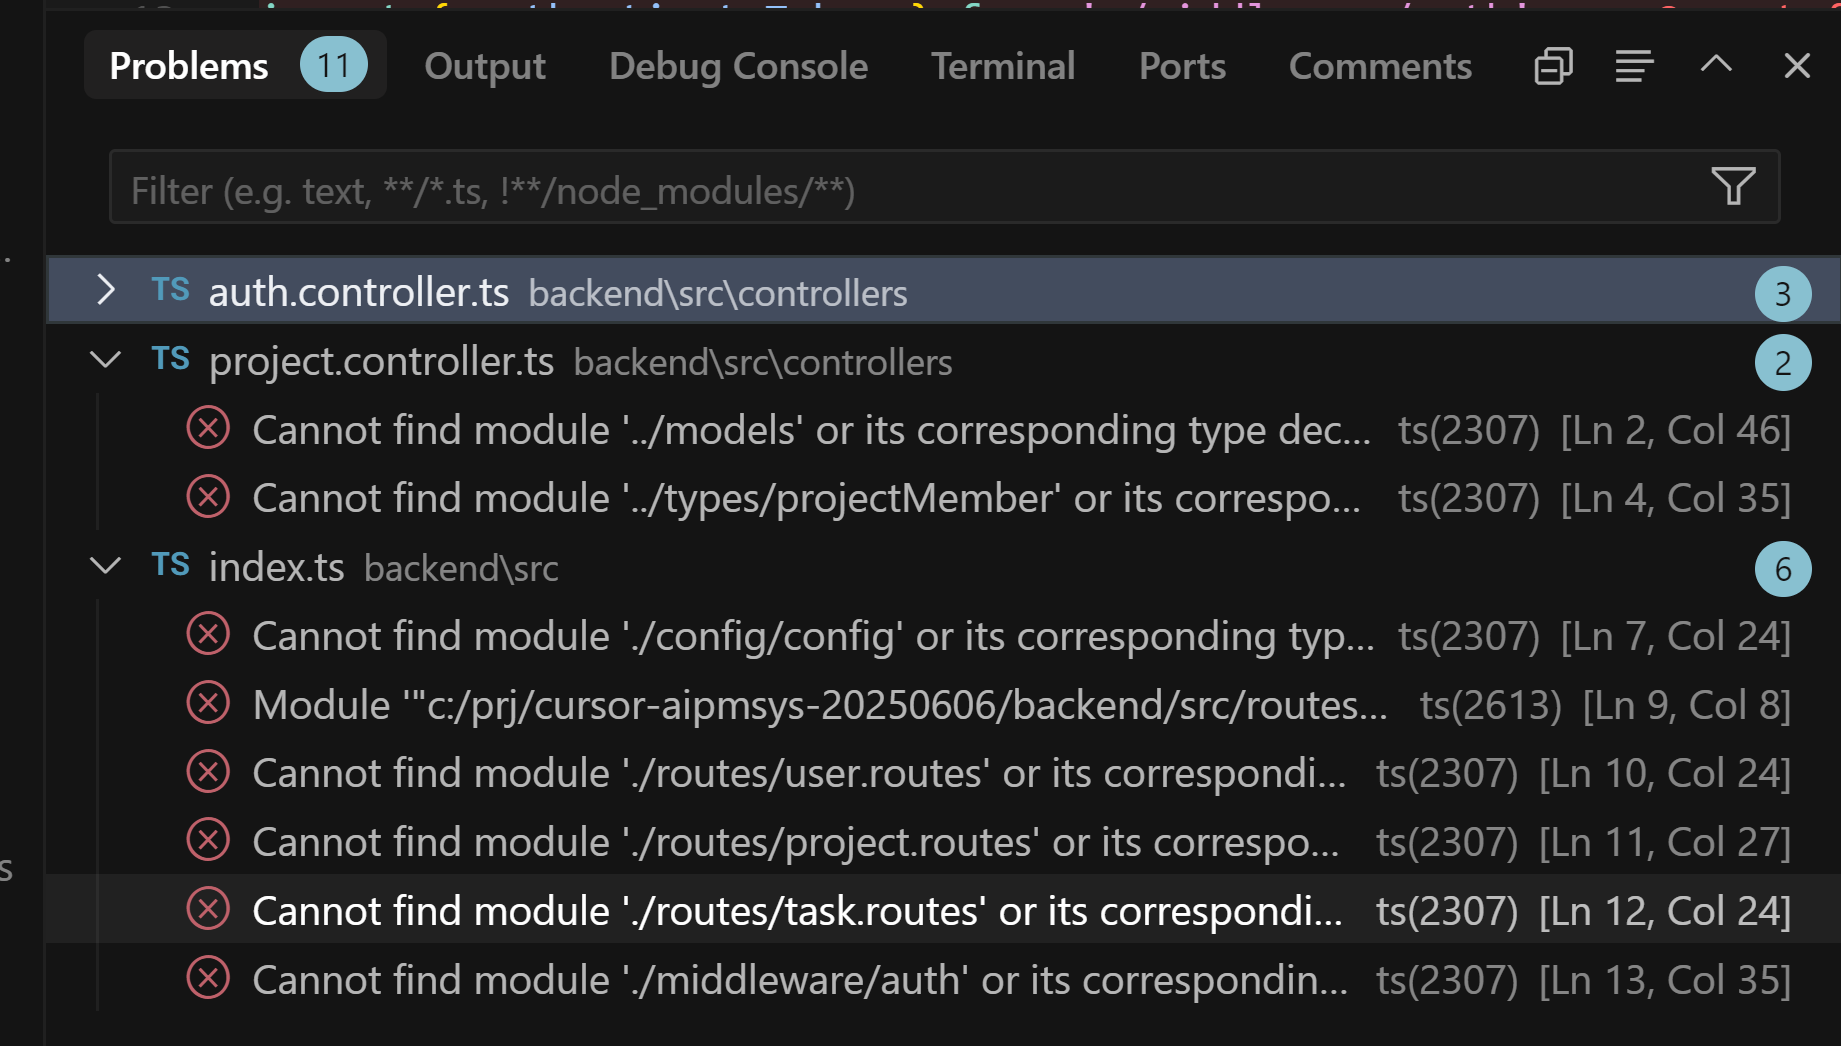 Problems 11 Output Debug Console Terminal Ports Comments
Filter (e.g. text, **/*.ts, !**/node_modules/**)
TS auth.controller.ts backend\src\controllers 3
TS project.controller.ts backend\src\controllers 2
Cannot find module '../models' or its corresponding type dec... ts(2307) [Ln 2, Col 46]
Cannot find module '../types/projectMember' or its correspo... ts(2307) [Ln 4, Col 35]
TS index.ts backend\src 6
Cannot find module './config/config' or its corresponding typ... ts(2307) [Ln 7, Col 24]
Module '"c:/prj/cursor-aipmsys-20250606/backend/src/routes... ts(2613) [Ln 9, Col 8]
Cannot find module './routes/user.routes' or its correspondi... ts(2307) [Ln 10, Col 24]
Cannot find module './routes/project.routes' or its correspo... ts(2307) [Ln 11, Col 27]
Cannot find module './routes/task.routes' or its correspondi... ts(2307) [Ln 12, Col 24]
Cannot find module './middleware/auth' or its correspondin... ts(2307) [Ln 13, Col 35]